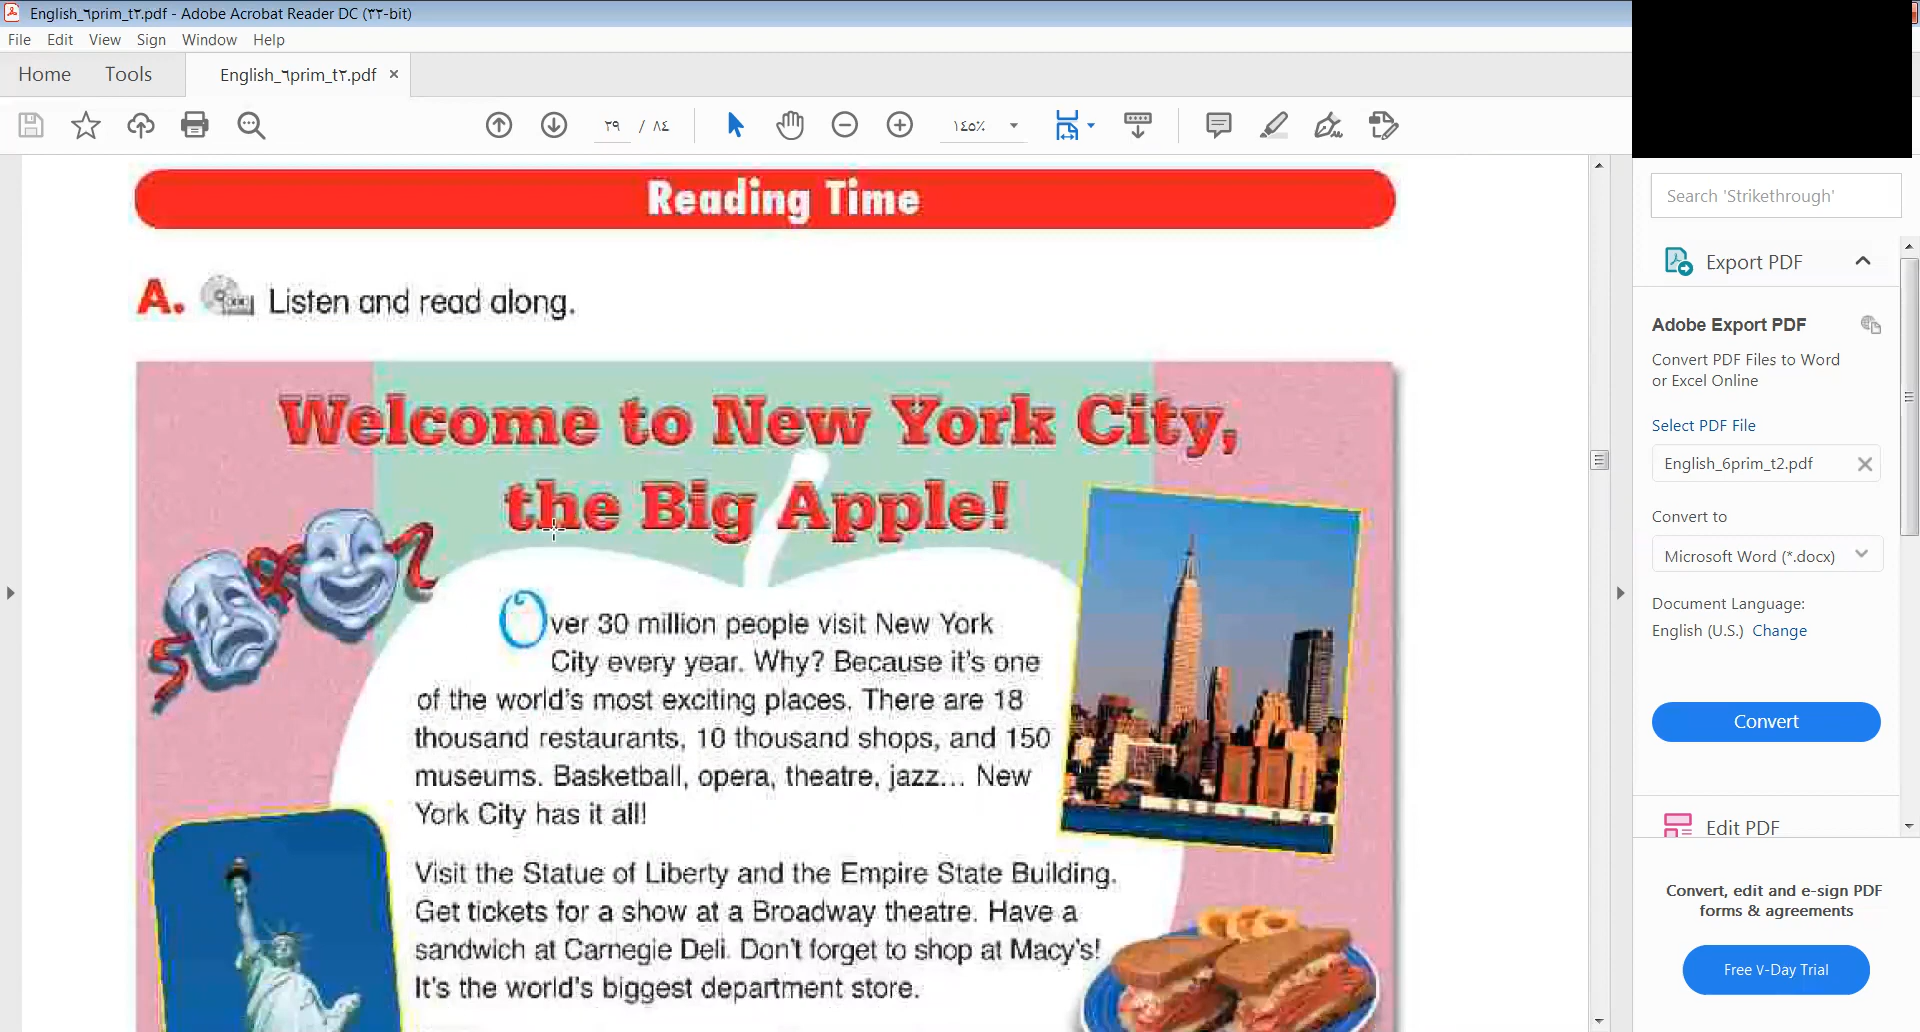 English_٦prim_t٢.pdf - Adobe Acrobat Reader DC (٣٢-bit)
File Edit View Sign Window Help
Home Tools English_٦prim_t٢.pdf ×
٣٩ / ٨٤ ١٤٥٪
Reading Time
A. Listen and read along.
Welcome to New York City,
the Big Apple!
Over 30 million people visit New York
City every year. Why? Because it's one
of the world's most exciting places. There are 18
thousand restaurants, 10 thousand shops, and 150
museums. Basketball, opera, theatre, jazz... New
York City has it all!
Visit the Statue of Liberty and the Empire State Building.
Get tickets for a show at a Broadway theatre. Have a
sandwich at Carnegie Deli. Don't forget to shop at Macy's!
It's the world's biggest department store.
Search 'Strikethrough'
Export PDF
Adobe Export PDF
Convert PDF Files to Word
or Excel Online
Select PDF File
English_6prim_t2.pdf
Convert to
Microsoft Word (*.docx)
Document Language:
English (U.S.) Change
Convert
Edit PDF
Convert, edit and e-sign PDF
forms & agreements
Free V-Day Trial